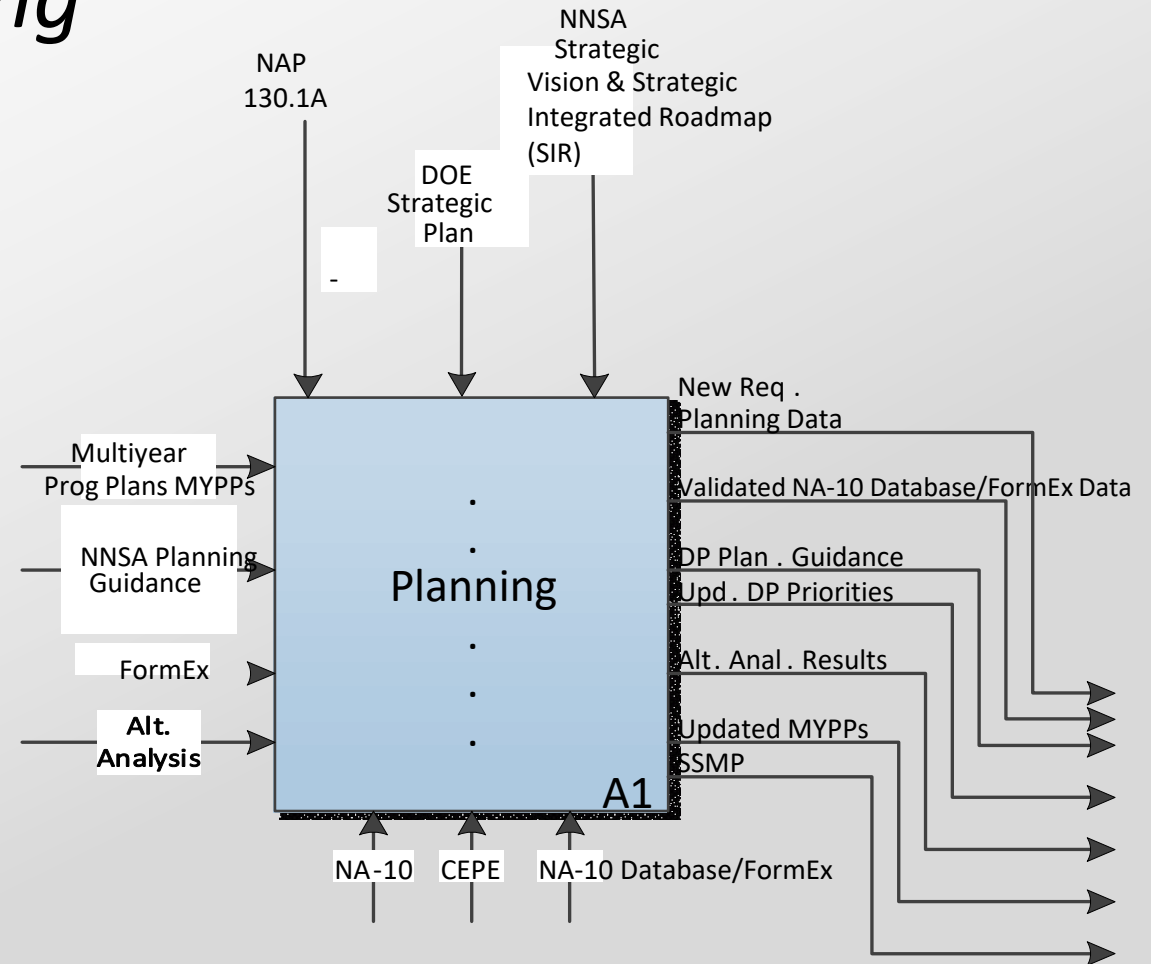 NAP
130.1A
NNSA
Strategic
Vision & Strategic
Integrated Roadmap
(SIR)
DOE
Strategic
Plan
-
Multiyear
Prog Plans MYPPs
NNSA Planning
Guidance
FormEx
Alt.
Analysis
Planning
A1
New Req .
Planning Data
Validated NA-10 Database/FormEx Data
DP Plan . Guidance
Upd . DP Priorities
Alt. Anal . Results
Updated MYPPs
SSMP
NA-10
CEPE
NA-10 Database/FormEx